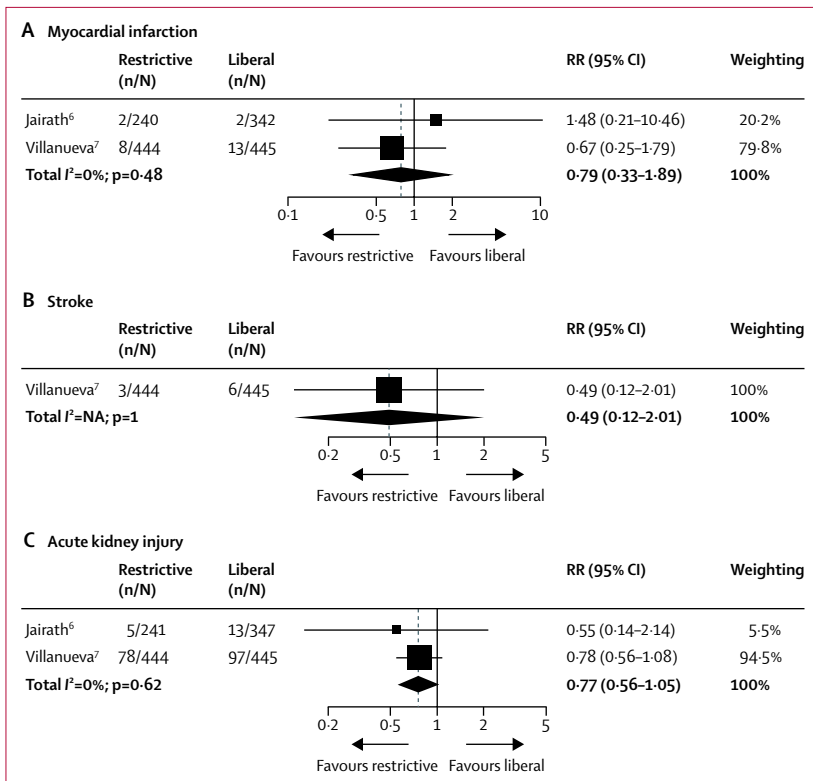 A Myocardial infarction
Restrictive Liberal RR (95% CI) Weighting
(n/N) (n/N)
Jairath⁶ 2/240 2/342 1·48 (0·21–10·46) 20·2%
Villanueva⁷ 8/444 13/445 0·67 (0·25–1·79) 79·8%
Total I²=0%; p=0·48 0·79 (0·33–1·89) 100%
0·1 0·5 1 2 10
Favours restrictive Favours liberal
B Stroke
Restrictive Liberal RR (95% CI) Weighting
(n/N) (n/N)
Villanueva⁷ 3/444 6/445 0·49 (0·12–2·01) 100%
Total I²=NA; p=1 0·49 (0·12–2·01) 100%
0·2 0·5 1 2 5
Favours restrictive Favours liberal
C Acute kidney injury
Restrictive Liberal RR (95% CI) Weighting
(n/N) (n/N)
Jairath⁶ 5/241 13/347 0·55 (0·14–2·14) 5·5%
Villanueva⁷ 78/444 97/445 0·78 (0·56–1·08) 94·5%
Total I²=0%; p=0·62 0·77 (0·56–1·05) 100%
0·2 0·5 1 2 5
Favours restrictive Favours liberal